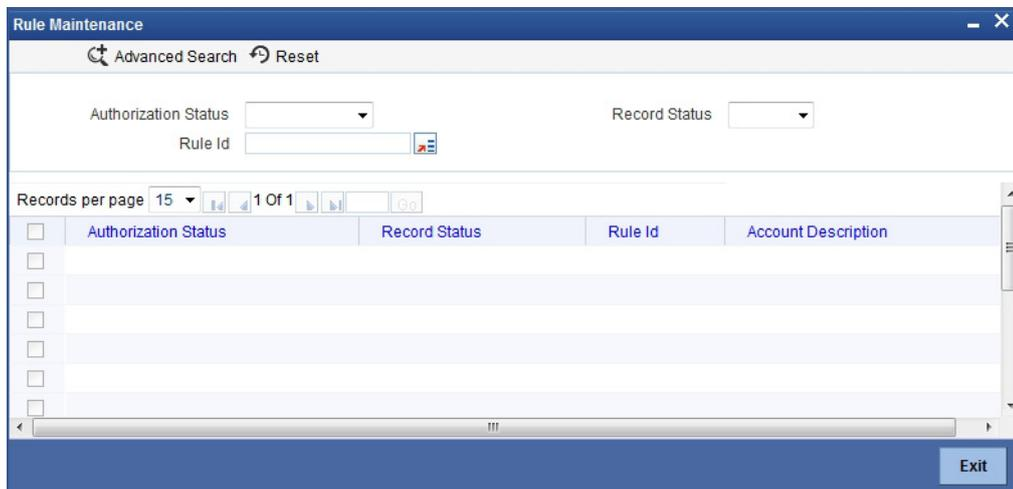 Rule Maintenance
Advanced Search Reset
Authorization Status Record Status
Rule Id
Records per page 15 1 Of 1 Go
Authorization Status Record Status Rule Id Account Description
Exit